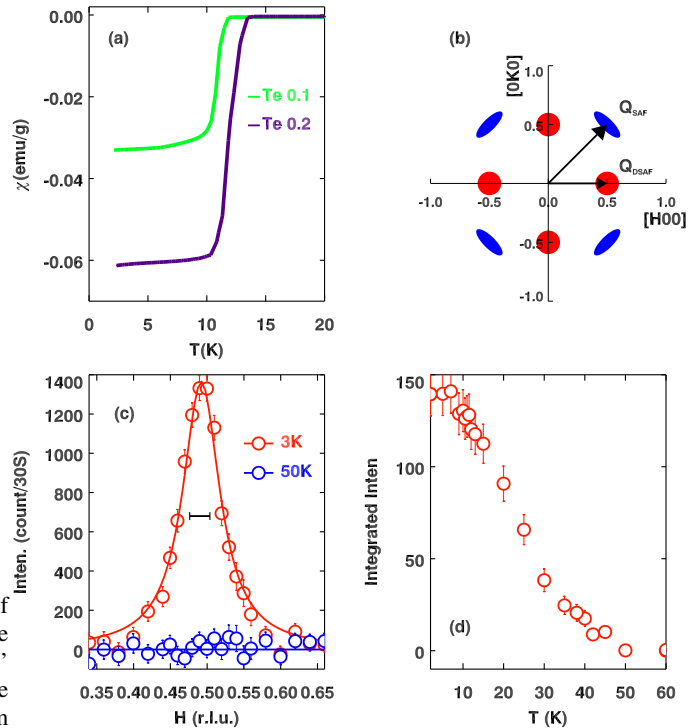 (a)
0.00
-0.02
-0.04
-0.06
χ(emu/g)
Te 0.1
Te 0.2
0 5 10 15 20
T(K)
(b)
[0K0]
1.0
0.5
-0.5
-1.0
Q SAF
Q DSAF
-1.0 -0.5 0.0 0.5 1.0
[H00]
(c)
1400
1200
1000
800
600
400
200
0
Inten. (count/30S)
3K
50K
0.35 0.40 0.45 0.50 0.55 0.60 0.65
H (r.l.u.)
150
100
50
0
Integrated Inten
(d)
10 20 30 40 50 60
T (K)
of
e
,
e
n